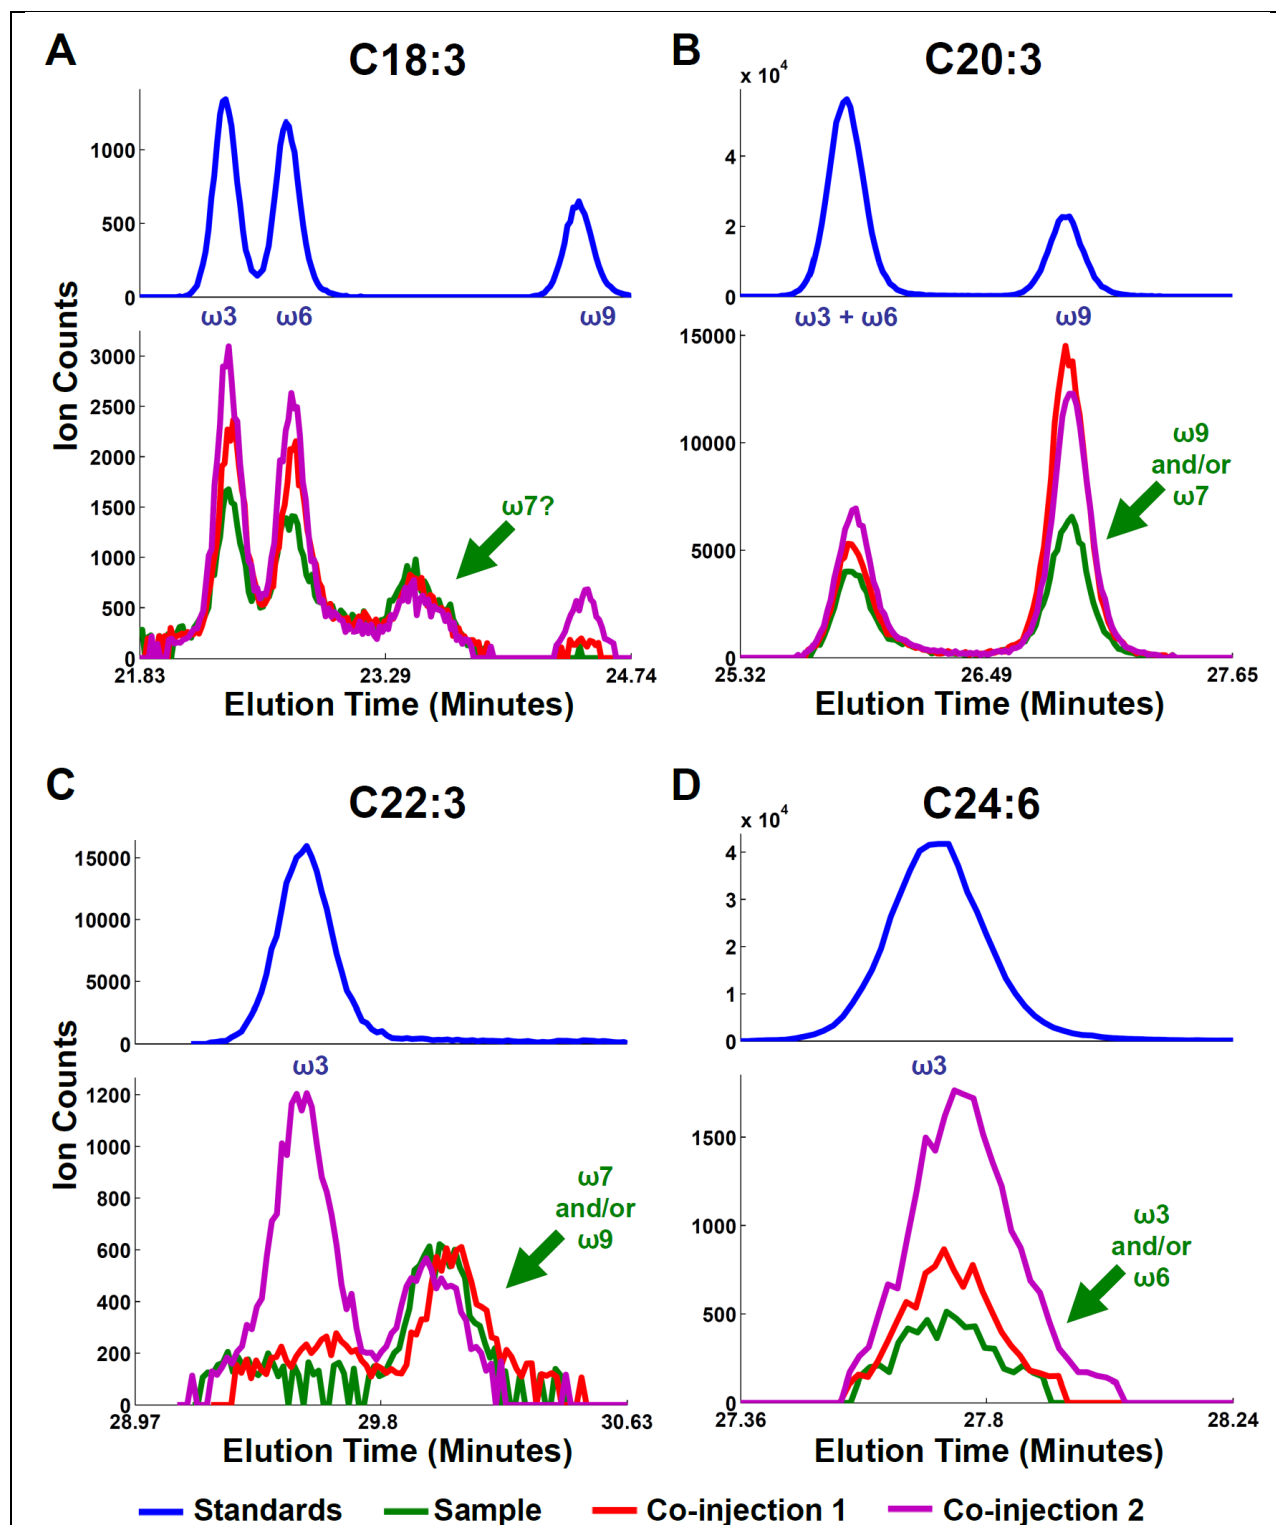 A
C18:3
1000
500
0
ω3
ω6
ω9
3000
2500
2000
1500
1000
500
0
ω7?
21.83
23.29
24.74
Ion Counts
Elution Time (Minutes)
B
C20:3
x 10⁴
4
2
0
ω3 + ω6
ω9
15000
10000
5000
0
ω9
and/or
ω7
25.32
26.49
27.65
Elution Time (Minutes)
C
C22:3
15000
10000
5000
0
ω3
1200
1000
800
600
400
200
0
ω7
and/or
ω9
28.97
29.8
30.63
Ion Counts
Elution Time (Minutes)
D
C24:6
x 10⁴
4
3
2
1
0
ω3
1500
1000
500
0
ω3
and/or
ω6
27.36
27.8
28.24
Elution Time (Minutes)
Standards
Sample
Co-injection 1
Co-injection 2